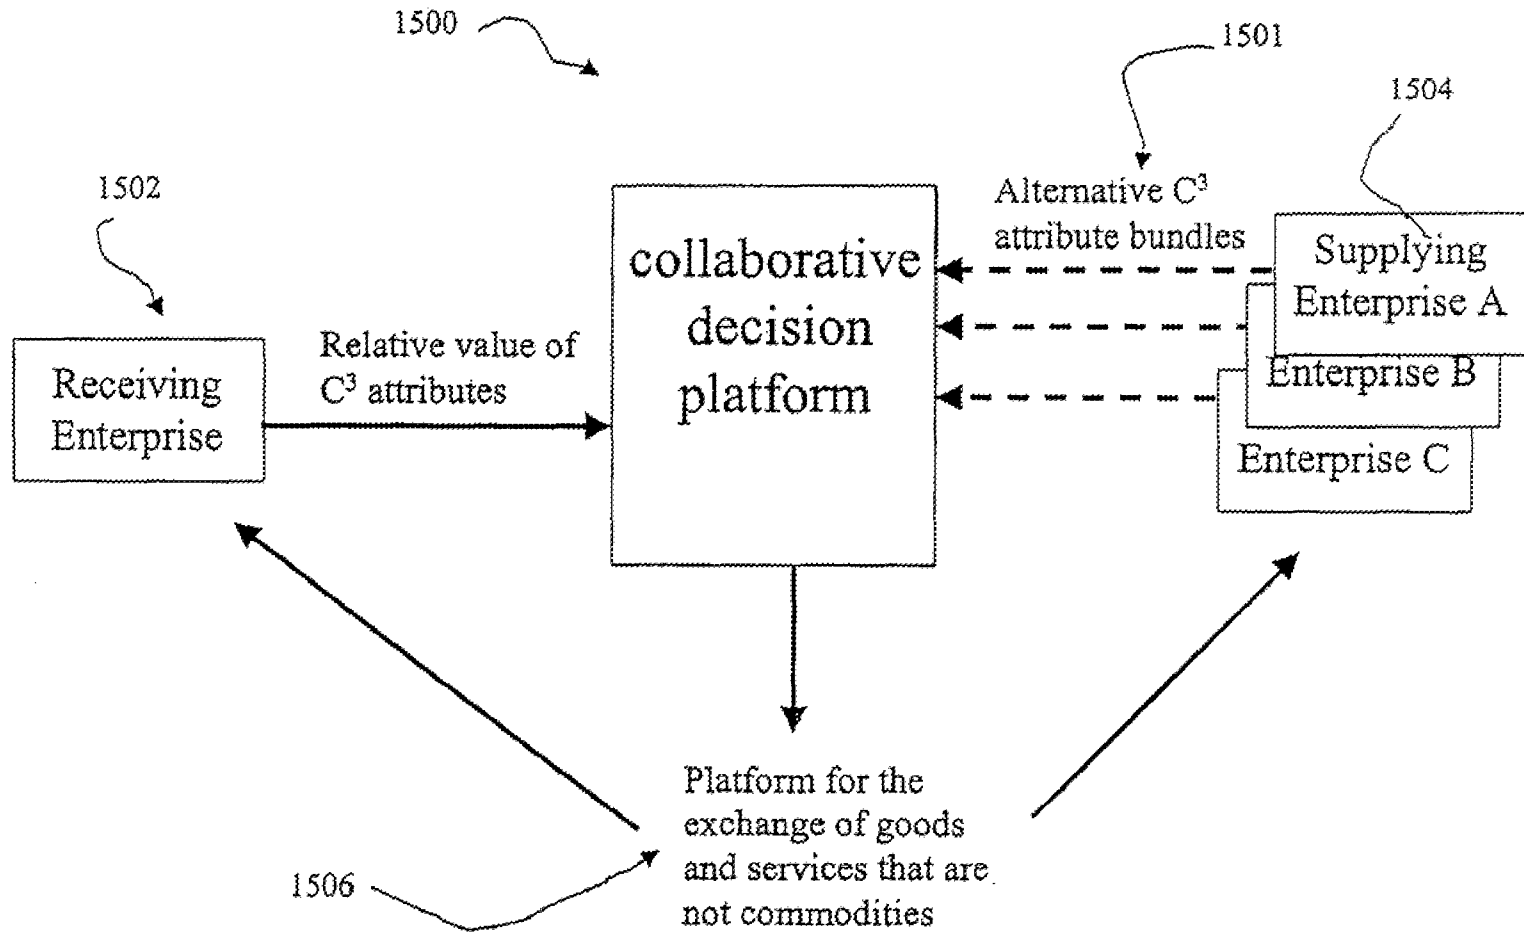 1500
1501
1504
1502
Alternative C³
attribute bundles
collaborative
decision
platform
Supplying
Enterprise A
Enterprise B
Enterprise C
Relative value of
C³ attributes
Receiving
Enterprise
Platform for the
exchange of goods
and services that are
not commodities
1506